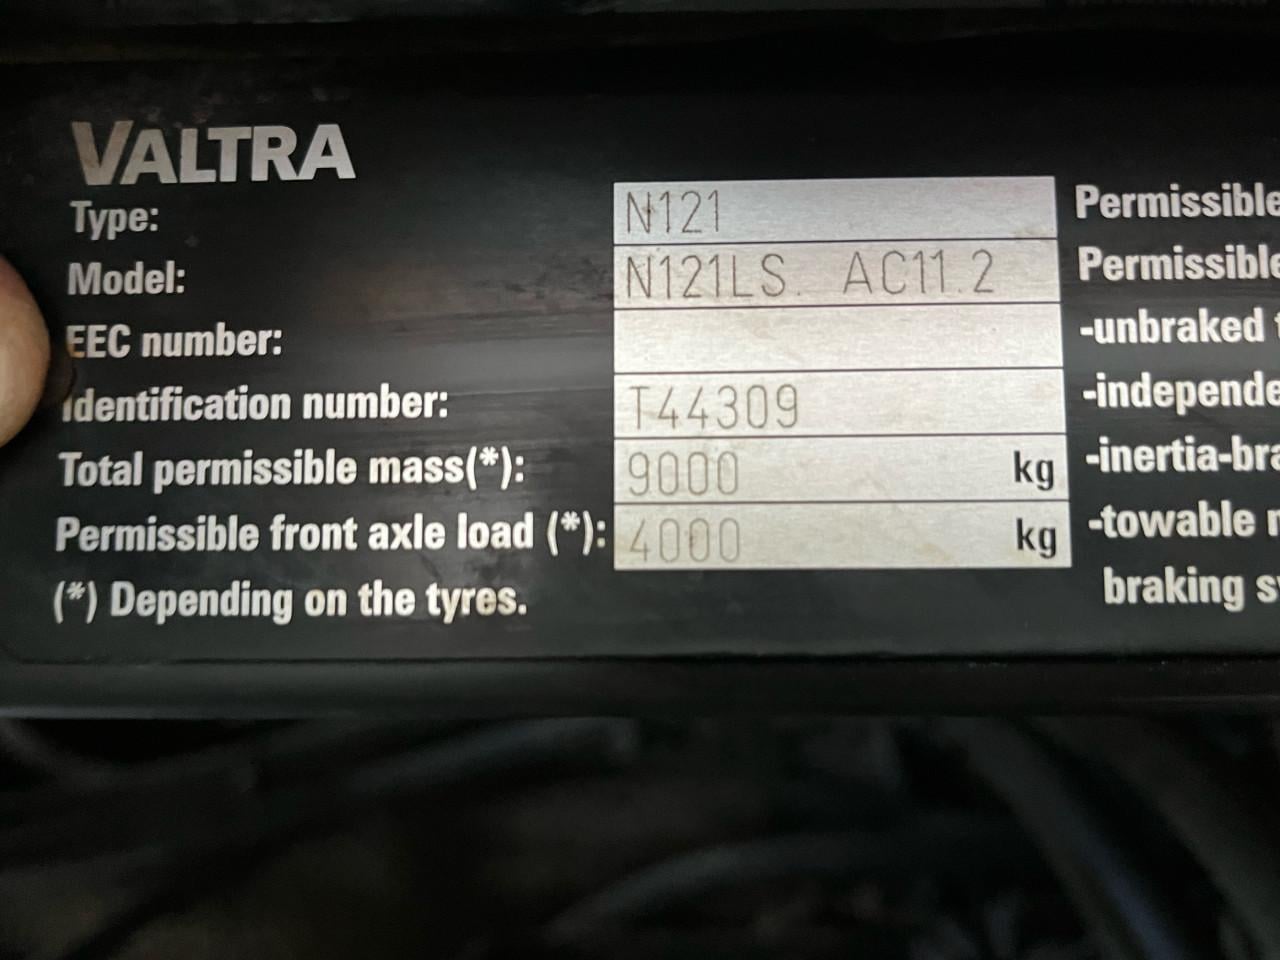 VALTRA
Type: N121
Model: N121LS. AC11.2
EEC number:
Identification number: T44309
Total permissible mass(*): 9000 kg
Permissible front axle load (*): 4000 kg
(*) Depending on the tyres.
Permissible
Permissible
-unbraked
-independe
-inertia-bra
-towable
braking